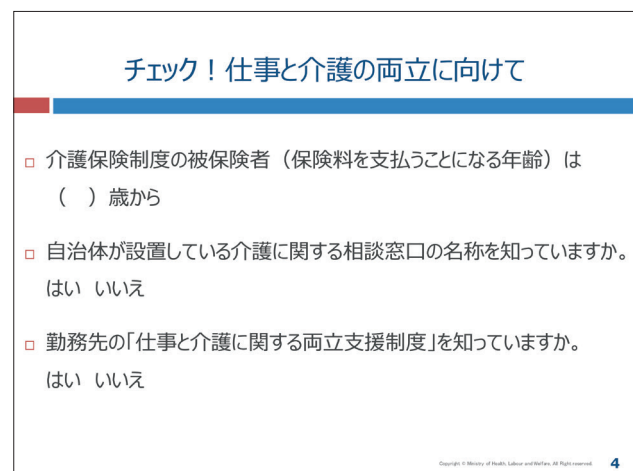 チェック！仕事と介護の両立に向けて
介護保険制度の被保険者（保険料を支払うことになる年齢）は
（　）歳から
自治体が設置している介護に関する相談窓口の名称を知っていますか。
はい　いいえ
勤務先の「仕事と介護に関する両立支援制度」を知っていますか。
はい　いいえ
Copyright © Ministry of Health, Labour and Welfare, All Right reserved.
4